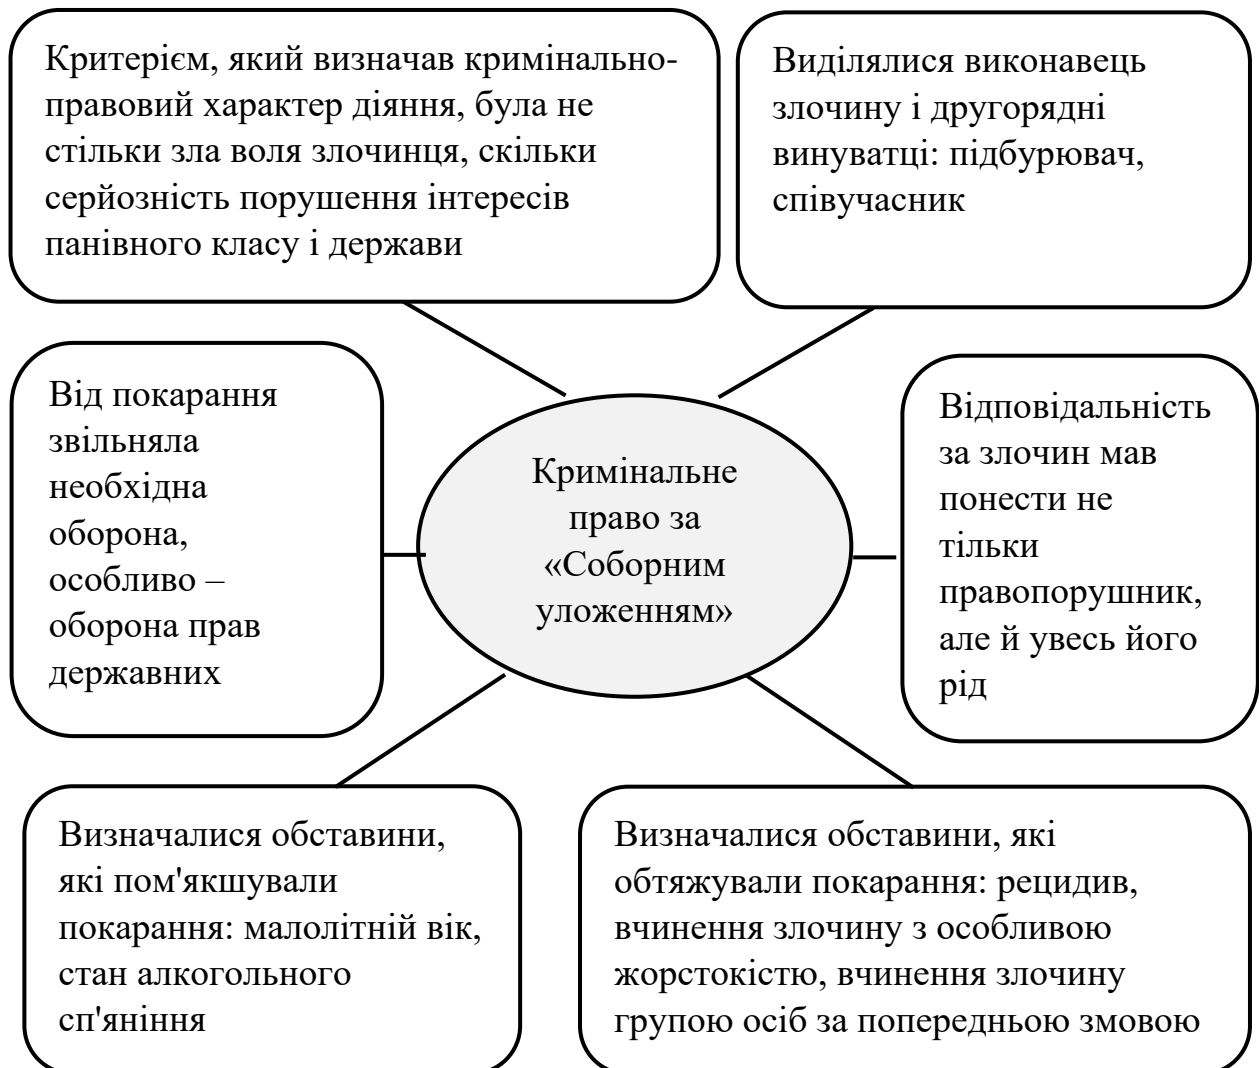 Критерієм, який визначав кримінально-
правовий характер діяння, була не
стільки зла воля злочинця, скільки
серйозність порушення інтересів
панівного класу і держави
Виділялися виконавець
злочину і другорядні
винуватці: підбурювач,
співучасник
Від покарання
звільняла
необхідна
оборона,
особливо –
оборона прав
державних
Кримінальне
право за
«Соборним
уложенням»
Відповідальність
за злочин мав
понести не
тільки
правопорушник,
але й увесь його
рід
Визначалися обставини,
які пом'якшували
покарання: малолітній вік,
стан алкогольного
сп'яніння
Визначалися обставини, які
обтяжували покарання: рецидив,
вчинення злочину з особливою
жорстокістю, вчинення злочину
групою осіб за попередньою змовою